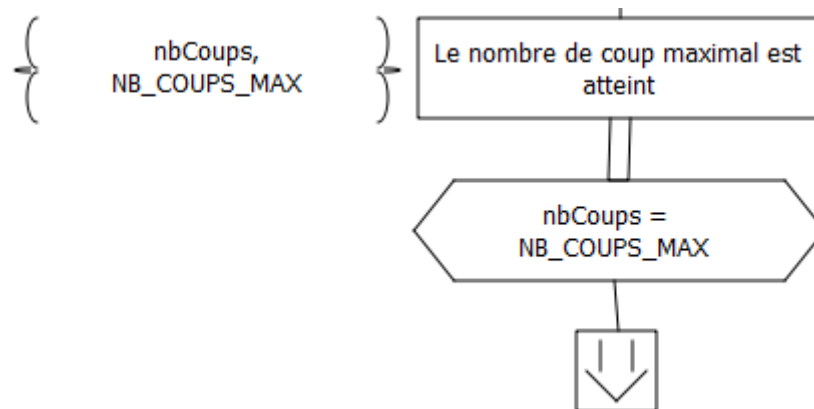 nbCoups,
NB_COUPS_MAX
Le nombre de coup maximal est
atteint
nbCoups =
NB_COUPS_MAX